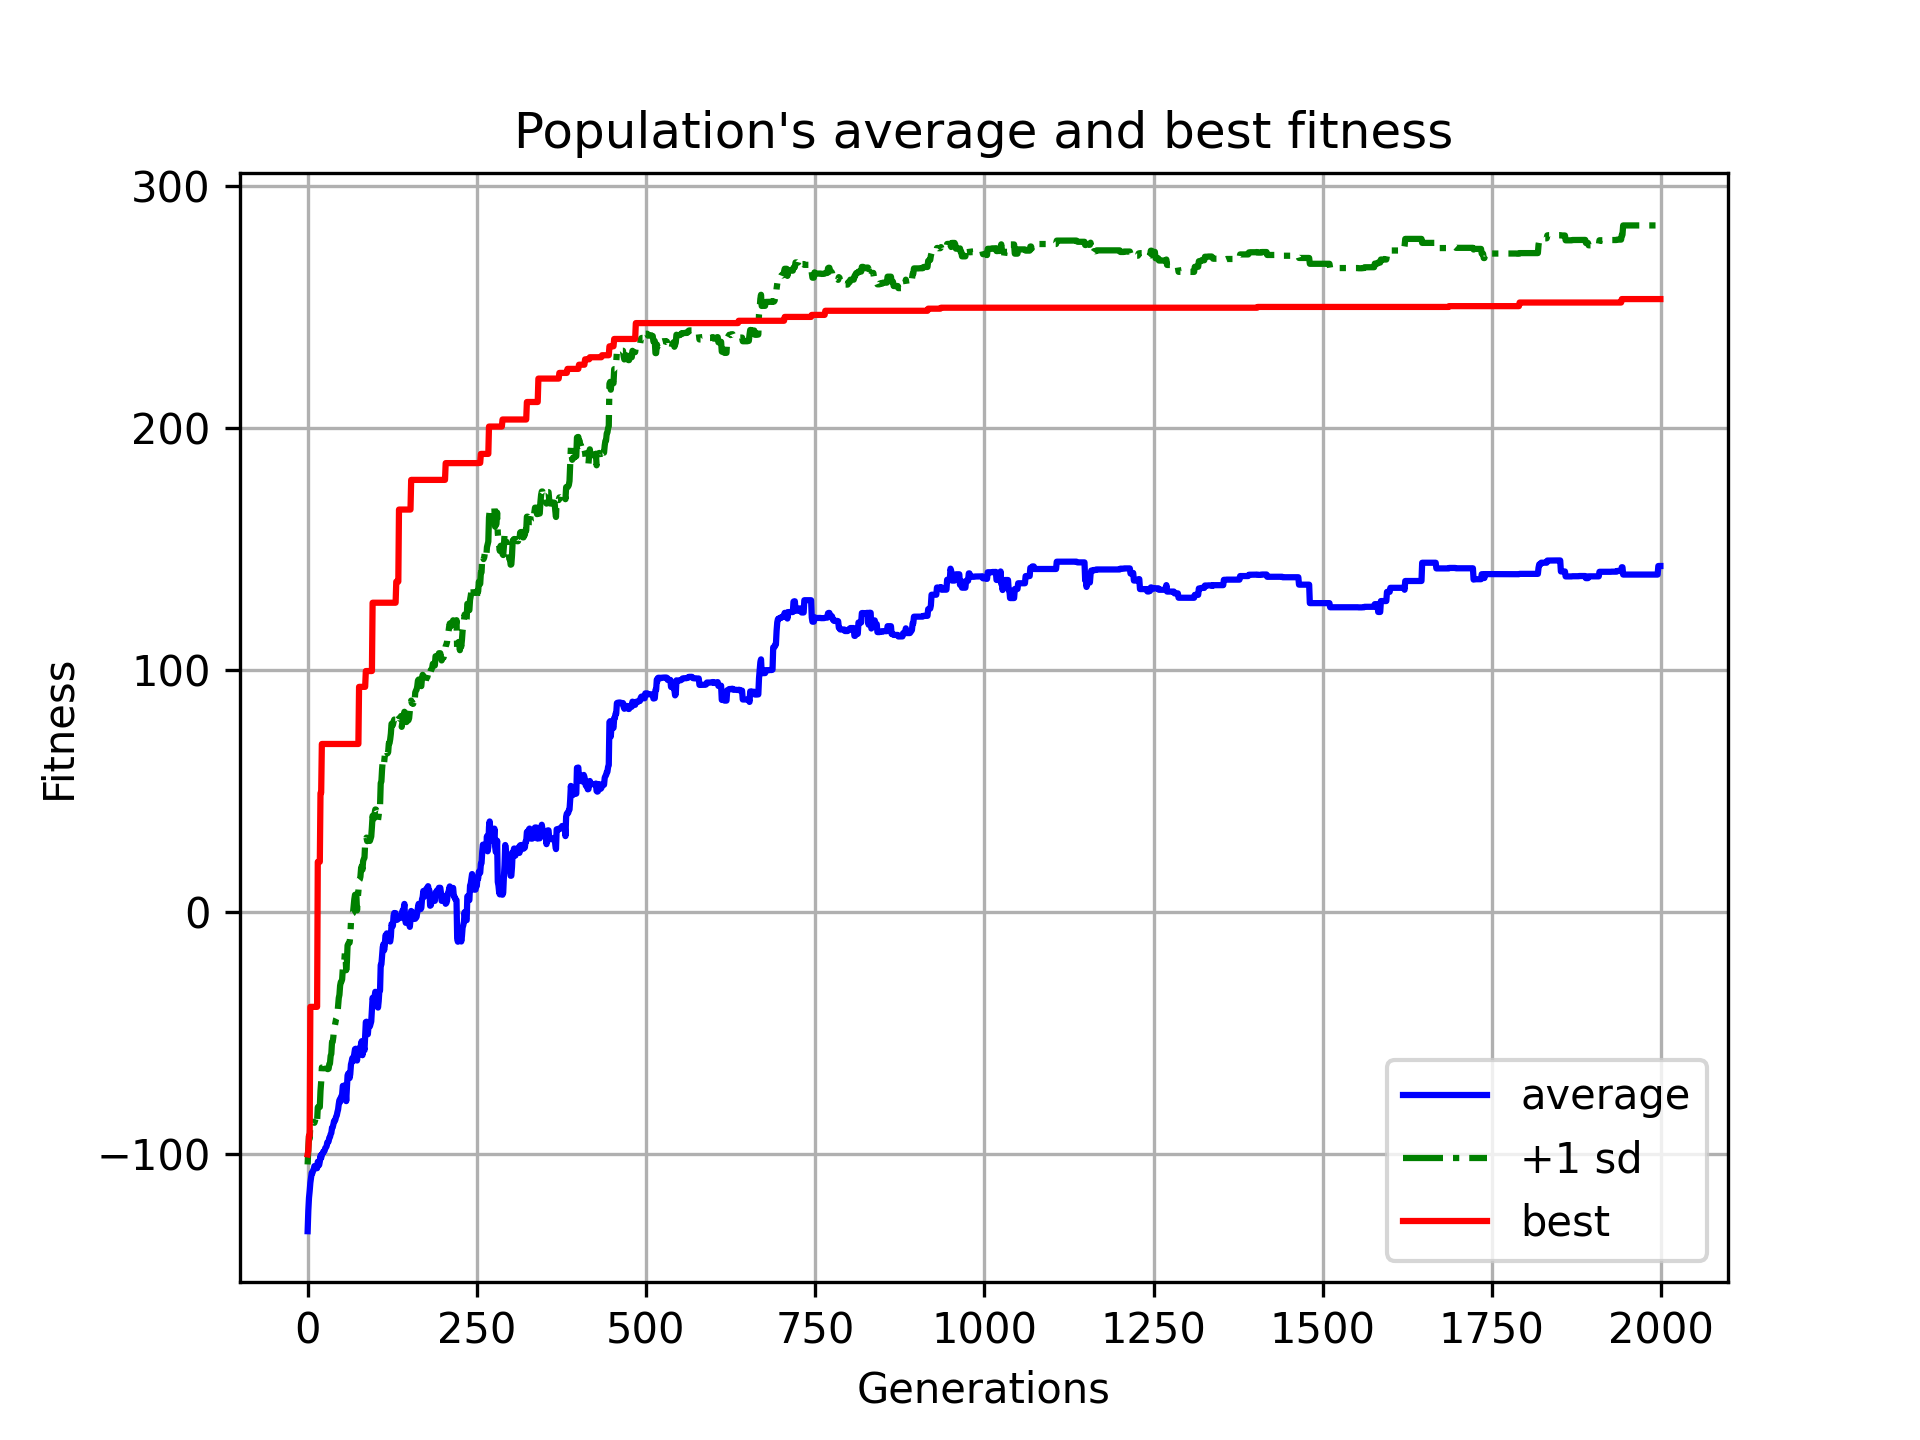 Population's average and best fitness
300
200
100
0
−100
Fitness
0 250 500 750 1000 1250 1500 1750 2000
Generations
average
+1 sd
best